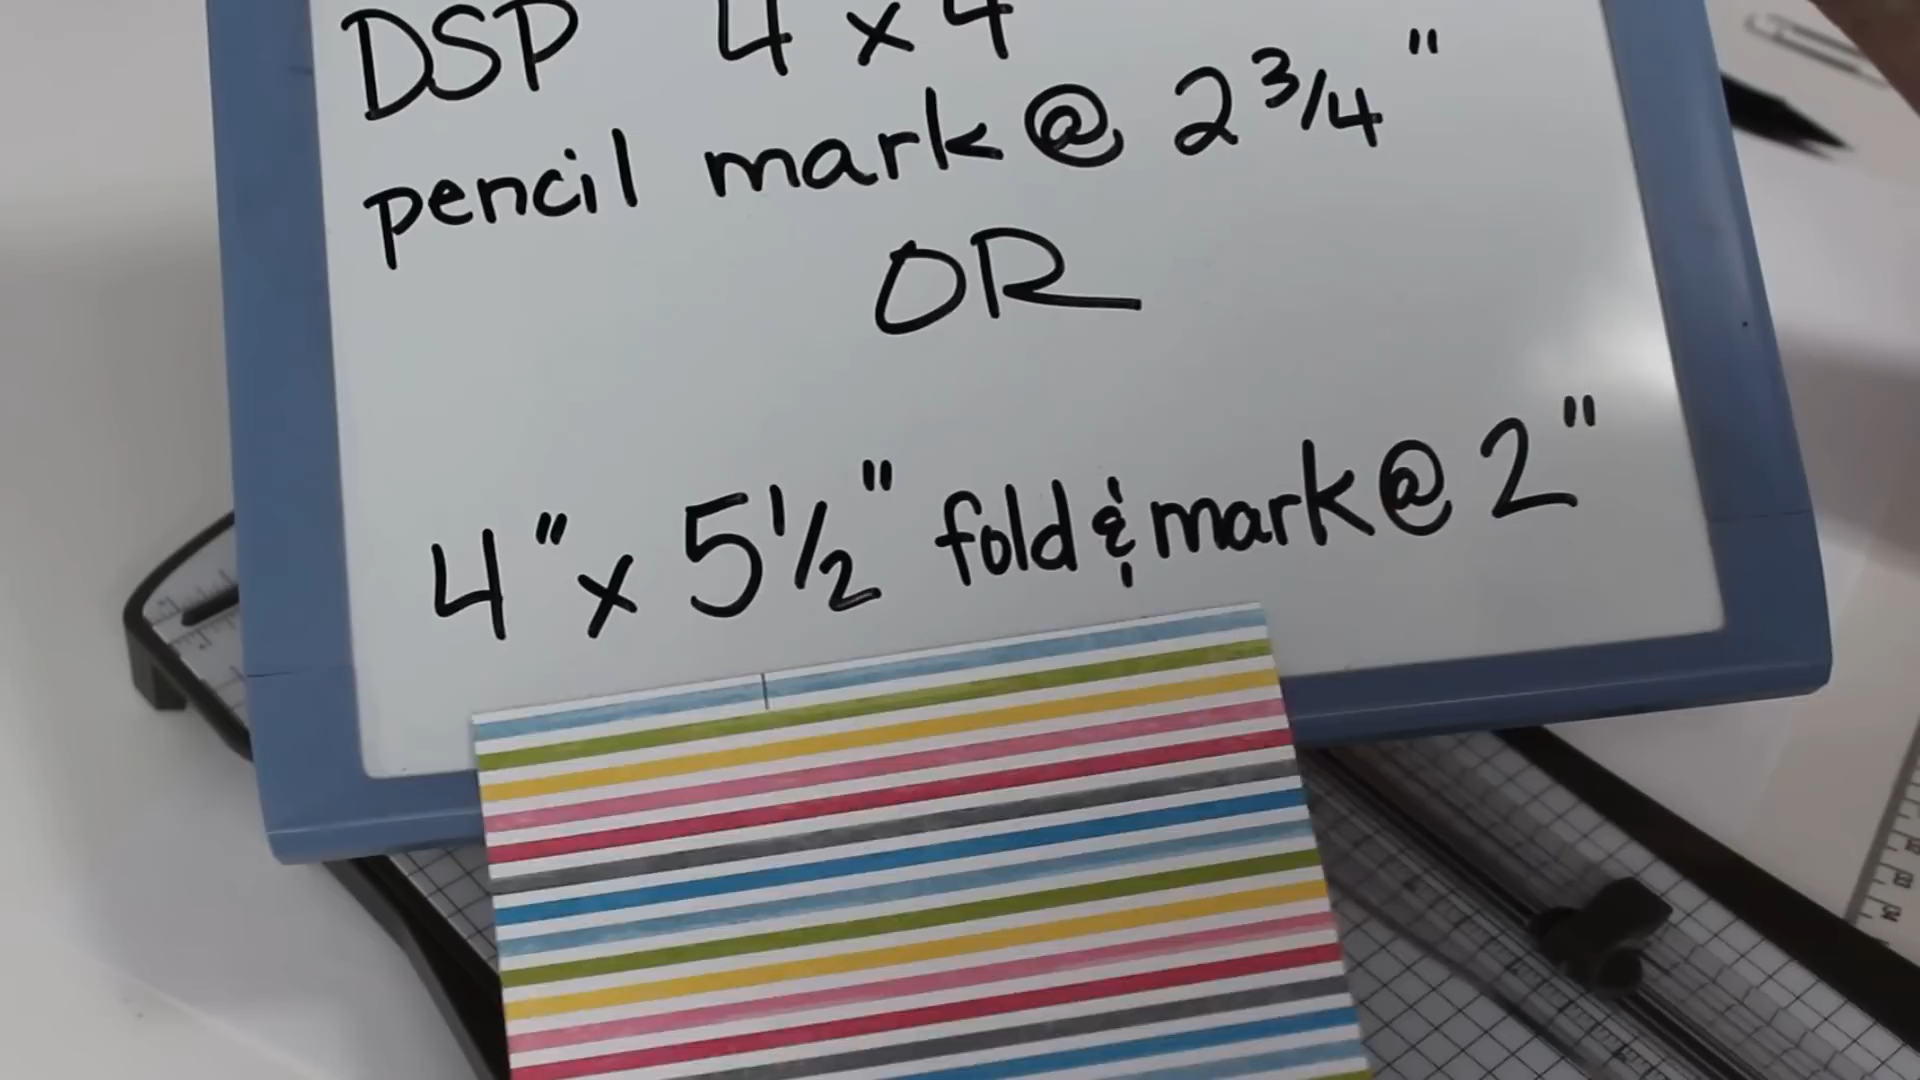 DSP 4 x 4
pencil mark @ 2 3/4"
OR
4" x 5 1/2" fold & mark @ 2"